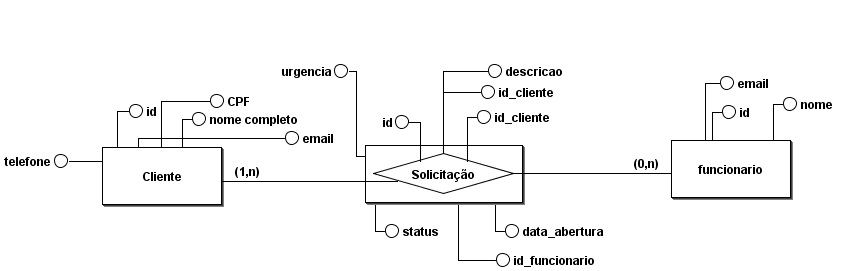 urgencia
descricao
email
id_cliente
CPF
nome
id
id
nome completo
id
id_cliente
email
telefone
Cliente
(1,n)
Solicitação
(0,n)
funcionario
status
data_abertura
id_funcionario